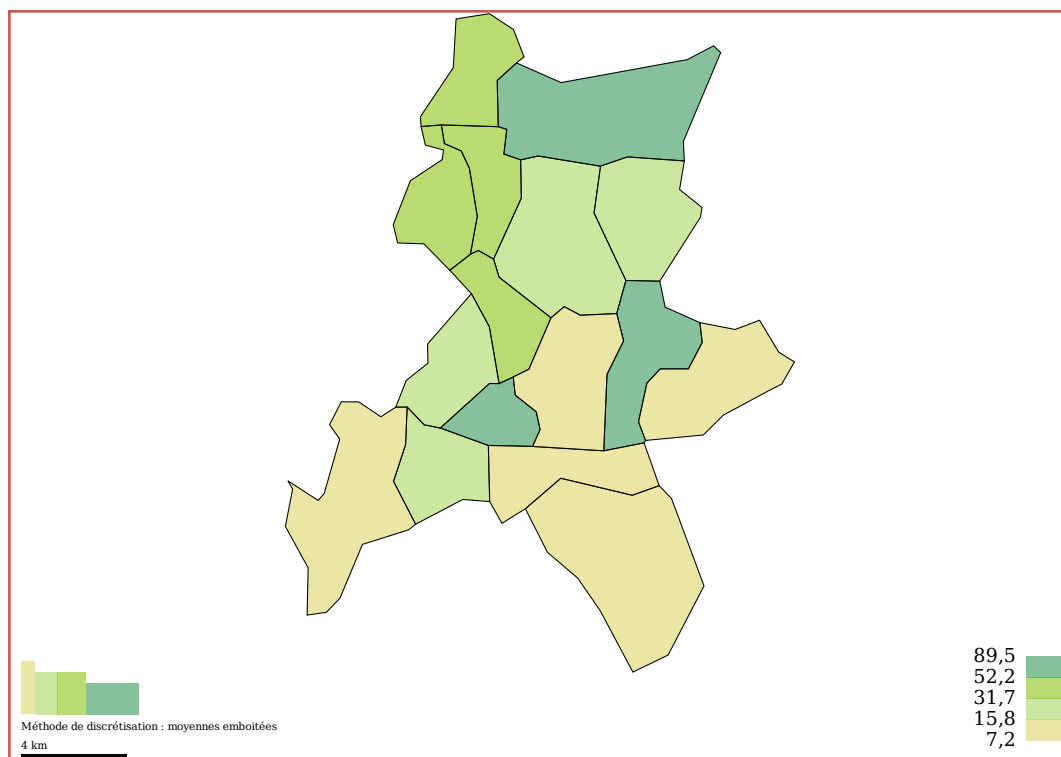 89,5
52,2
31,7
15,8
7,2
Méthode de discrétisation : moyennes emboitées
4 km